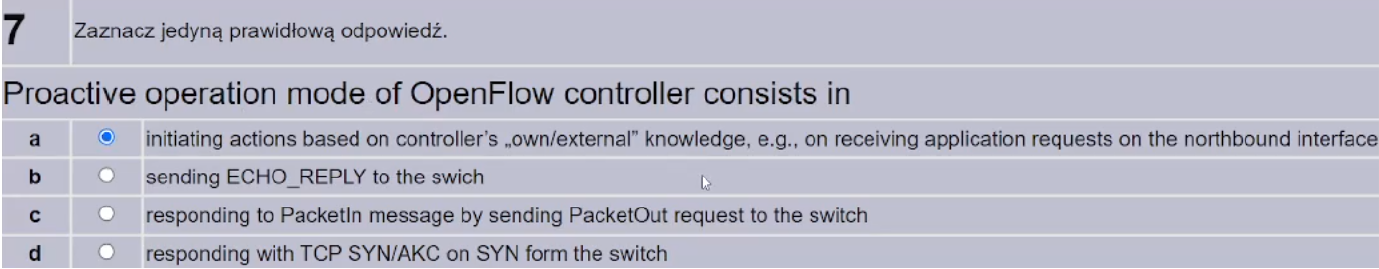 7 Zaznacz jedyną prawidłową odpowiedź.
Proactive operation mode of OpenFlow controller consists in
a initiating actions based on controller's „own/external” knowledge, e.g., on receiving application requests on the northbound interface
b sending ECHO_REPLY to the swich
c responding to PacketIn message by sending PacketOut request to the switch
d responding with TCP SYN/AKC on SYN form the switch